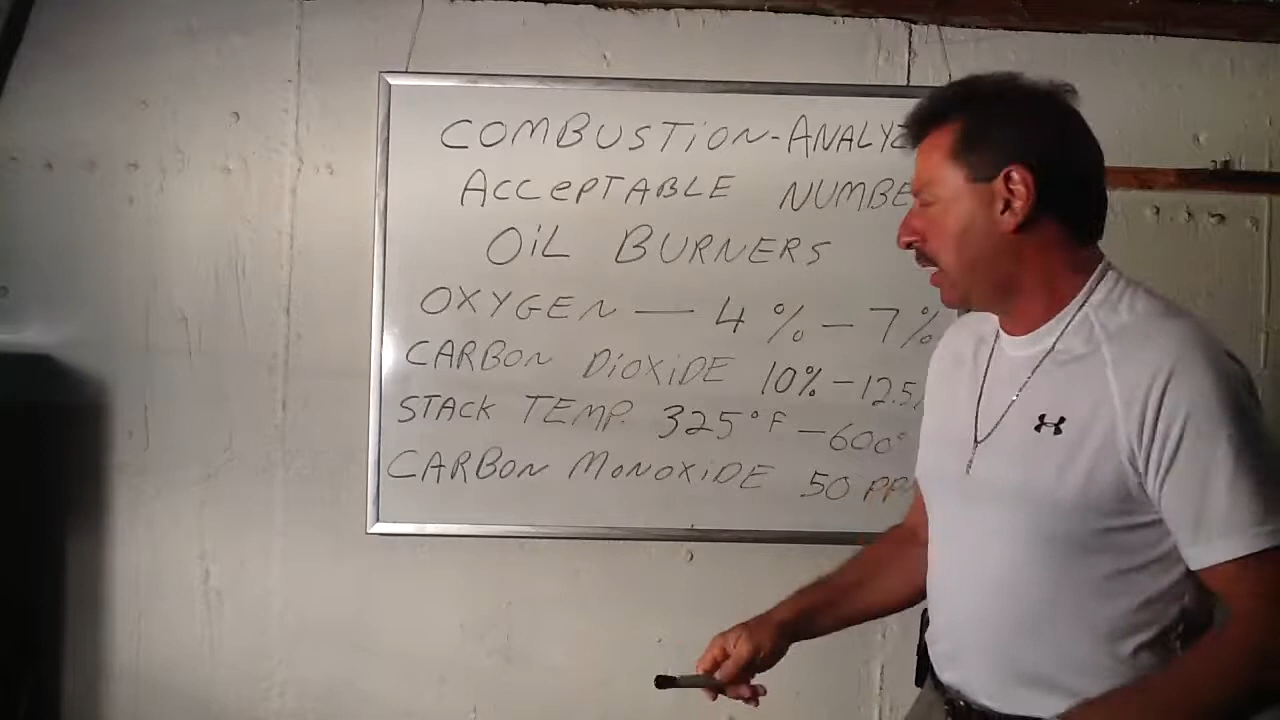 COMBUSTION-ANALYZ
ACCEPTABLE NUMBE
OIL BURNERS
OXYGEN — 4% - 7%
CARBON DIOXIDE 10% - 12.5%
STACK TEMP. 325°F - 600°
CARBON MONOXIDE 50 PP